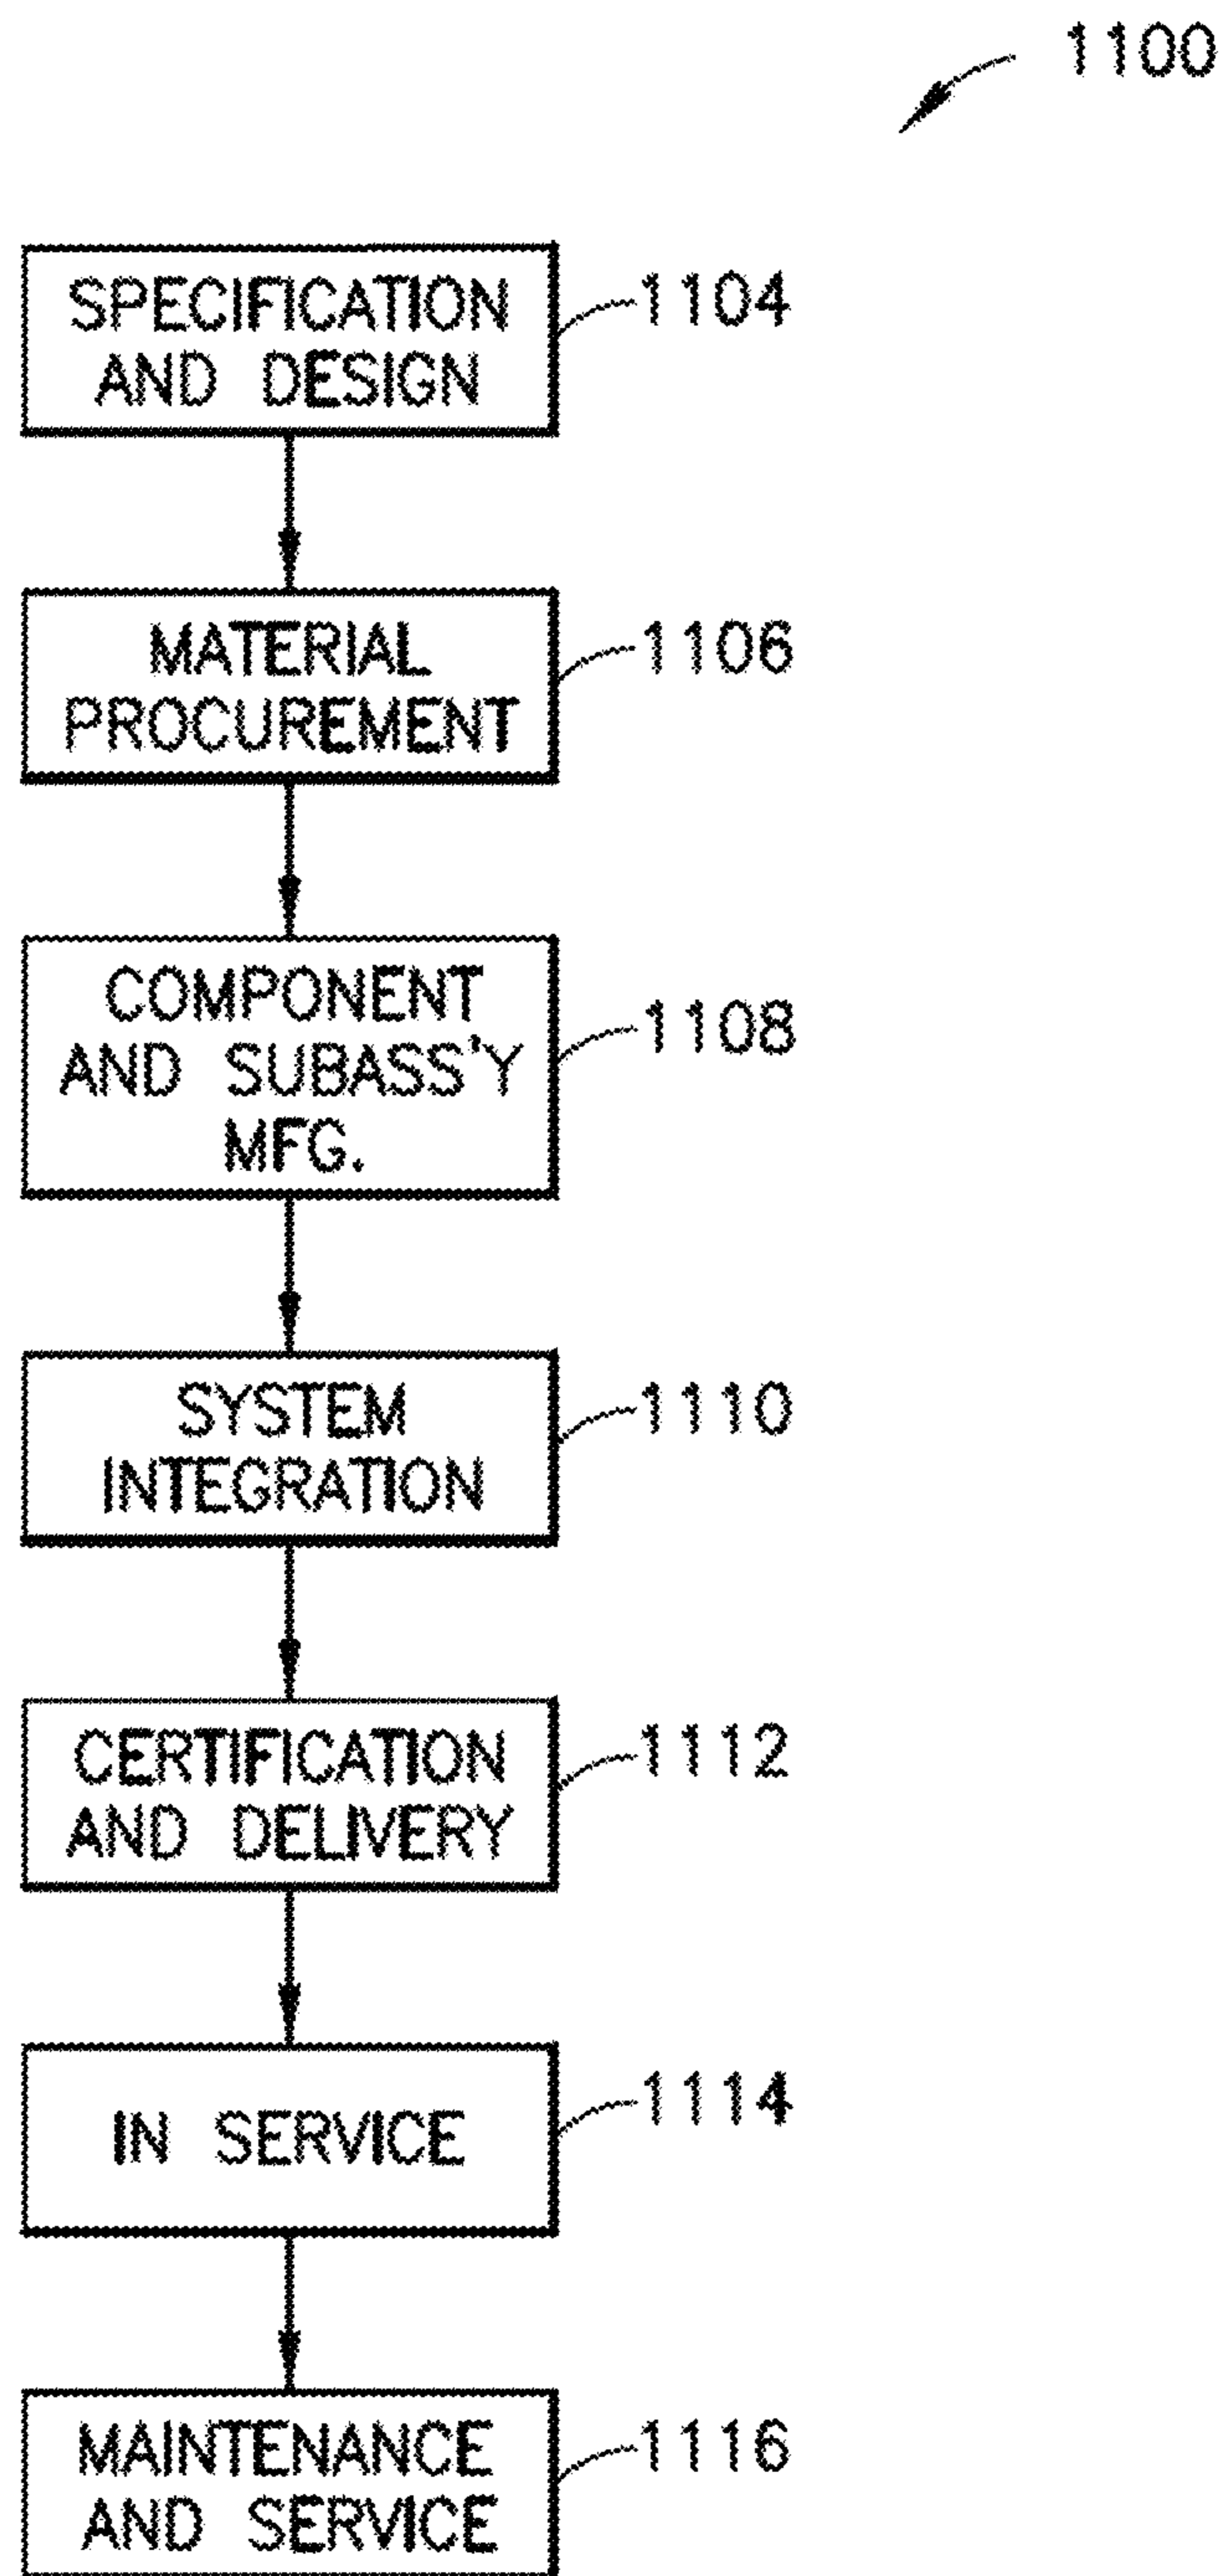 1100
SPECIFICATION
AND DESIGN
1104
MATERIAL
PROCUREMENT
1106
COMPONENT
AND SUBASS'Y
MFG.
1108
SYSTEM
INTEGRATION
1110
CERTIFICATION
AND DELIVERY
1112
IN SERVICE
1114
MAINTENANCE
AND SERVICE
1116